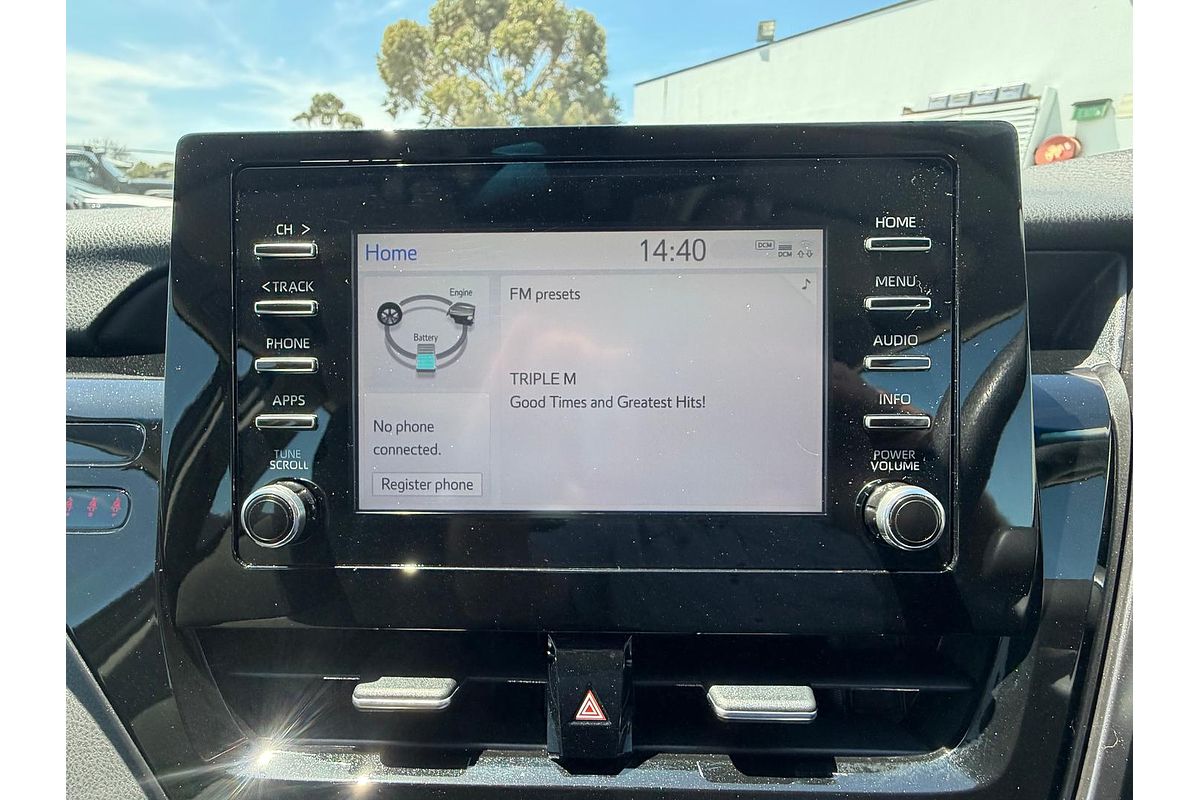 CH >
< TRACK
PHONE
APPS
TUNE
SCROLL
Home
14:40
DCM
DCM
Engine
Battery
FM presets
TRIPLE M
Good Times and Greatest Hits!
No phone
connected.
Register phone
HOME
MENU
AUDIO
INFO
POWER
VOLUME